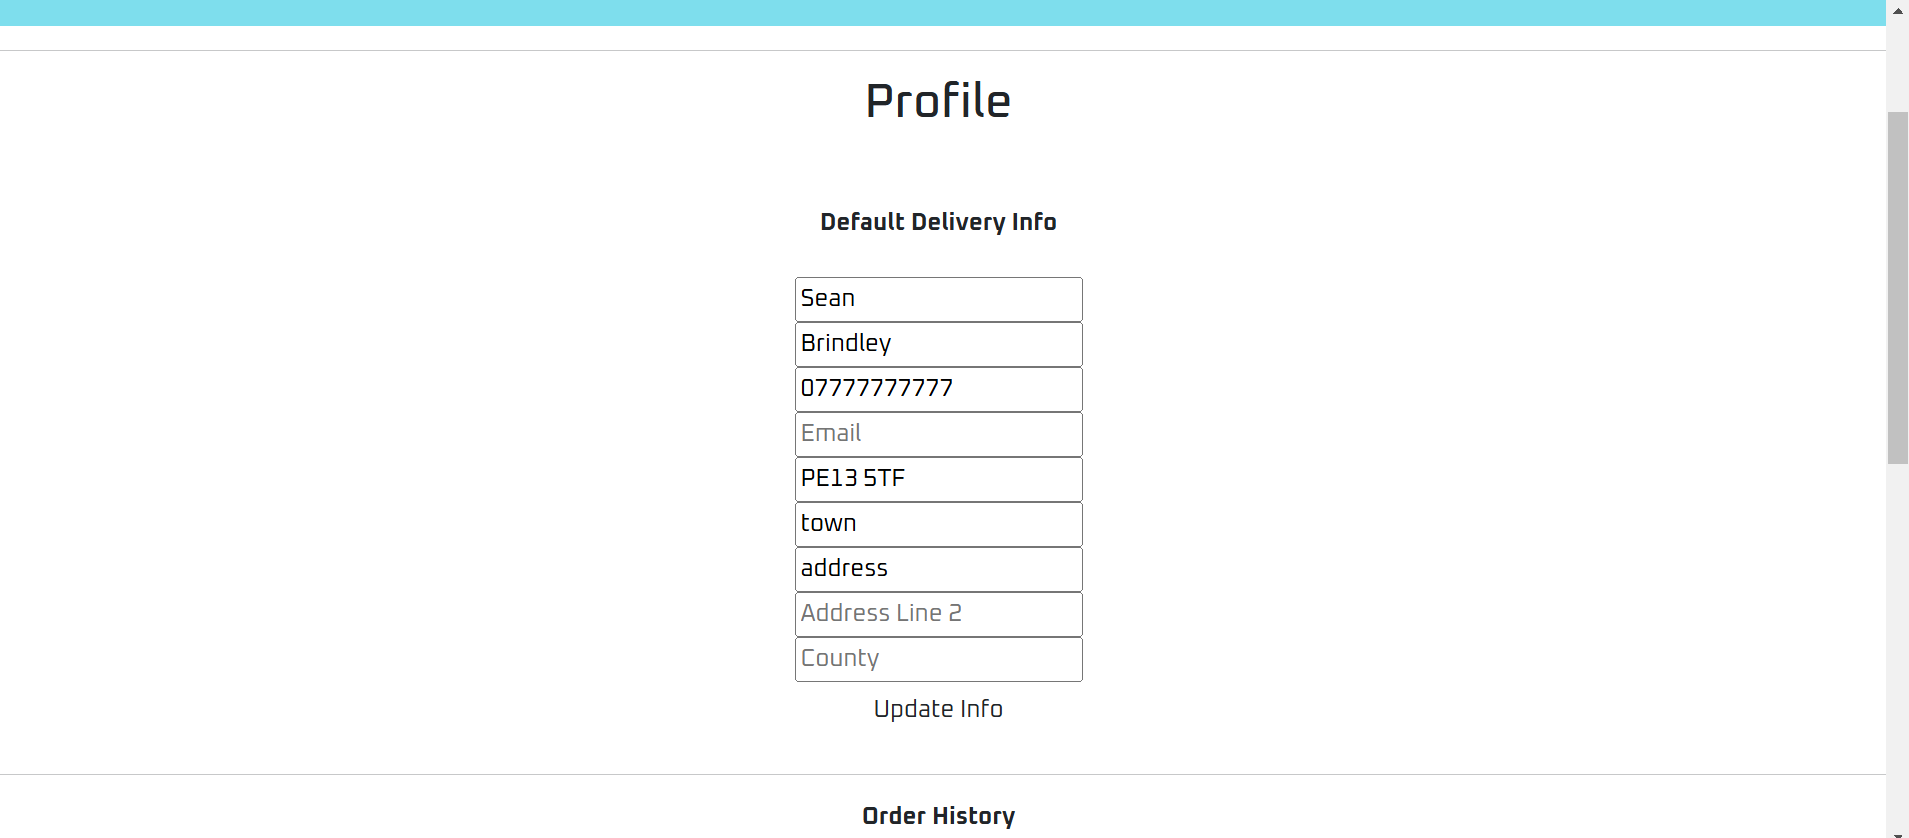 Profile
Default Delivery Info
Sean
Brindley
07777777777
Email
PE13 5TF
town
address
Address Line 2
County
Update Info
Order History